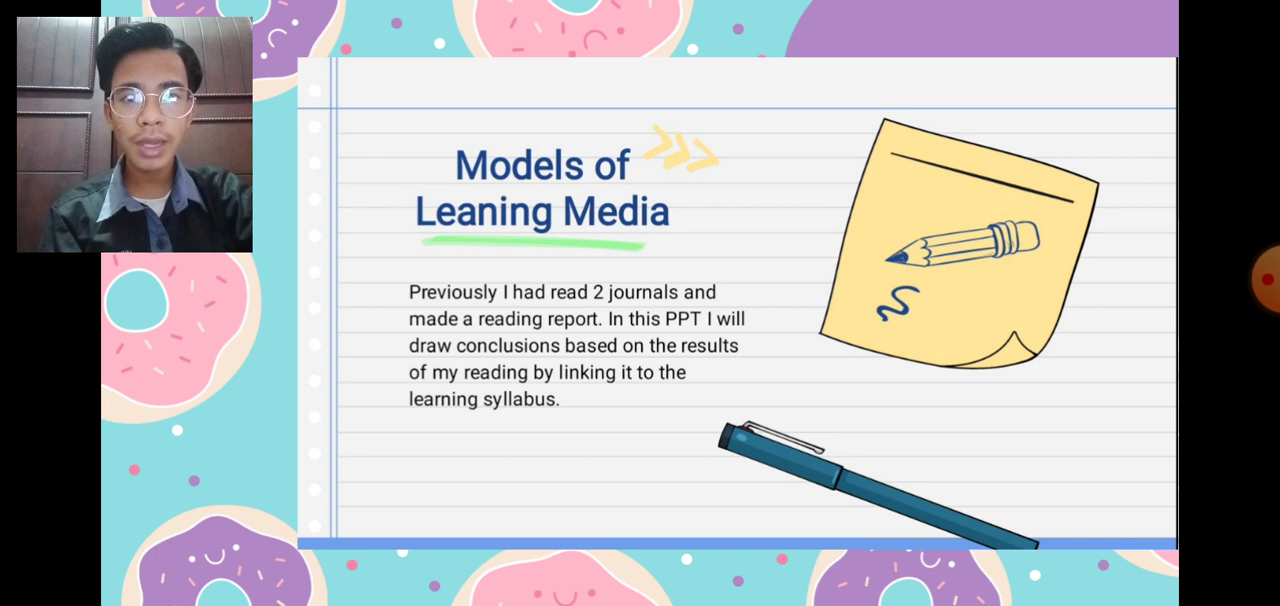 Models of
Leaning Media
Previously I had read 2 journals and
made a reading report. In this PPT I will
draw conclusions based on the results
of my reading by linking it to the
learning syllabus.